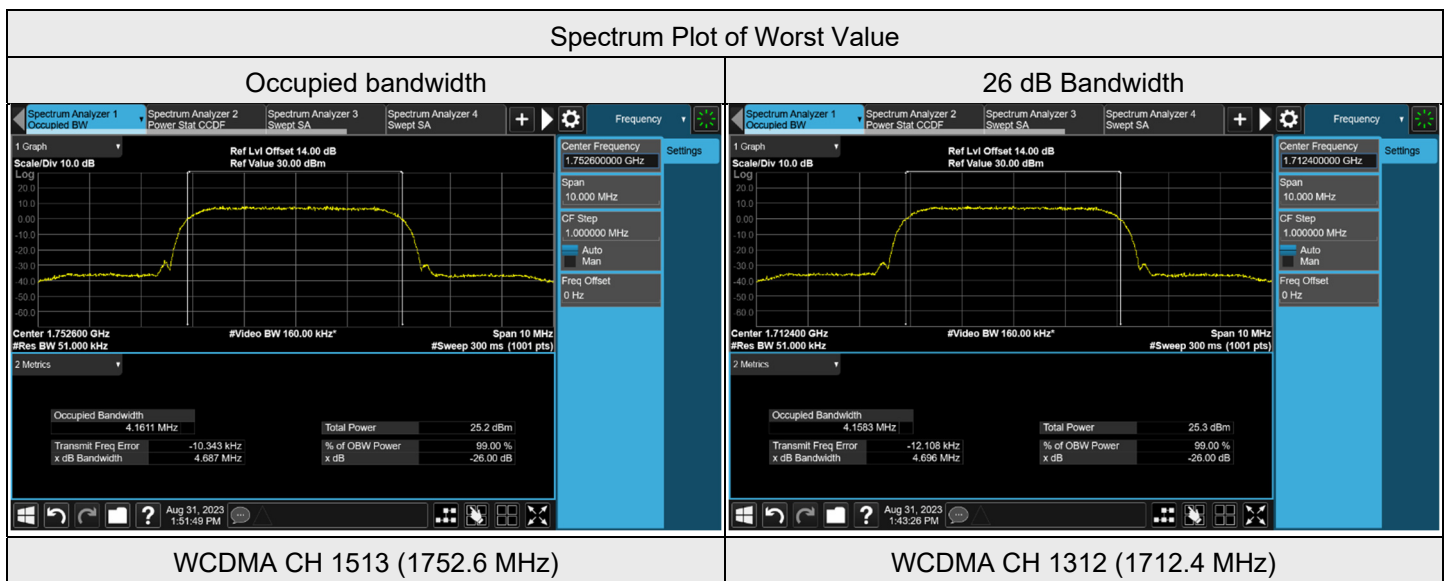 Spectrum Plot of Worst Value
Occupied bandwidth
26 dB Bandwidth
Spectrum Analyzer 1
Occupied BW
Spectrum Analyzer 2
Power Stat CCDF
Spectrum Analyzer 3
Swept SA
Spectrum Analyzer 4
Swept SA
+
Frequency
1 Graph
Scale/Div 10.0 dB
Ref Lvl Offset 14.00 dB
Ref Value 30.00 dBm
Log
20.0
10.0
0.00
-10.0
-20.0
-30.0
-40.0
-50.0
-60.0
Center 1.752600 GHz
#Res BW 51.000 kHz
#Video BW 160.00 kHz*
Span 10 MHz
#Sweep 300 ms (1001 pts)
Center Frequency
1.752600000 GHz
Settings
Span
10.000 MHz
CF Step
1.000000 MHz
Auto
Man
Freq Offset
0 Hz
2 Metrics
Occupied Bandwidth
4.1611 MHz
Total Power 25.2 dBm
Transmit Freq Error -10.343 kHz
% of OBW Power 99.00 %
x dB Bandwidth 4.687 MHz
x dB -26.00 dB
?
Aug 31, 2023
1:51:49 PM
Spectrum Analyzer 1
Occupied BW
Spectrum Analyzer 2
Power Stat CCDF
Spectrum Analyzer 3
Swept SA
Spectrum Analyzer 4
Swept SA
+
Frequency
1 Graph
Scale/Div 10.0 dB
Ref Lvl Offset 14.00 dB
Ref Value 30.00 dBm
Log
20.0
10.0
0.00
-10.0
-20.0
-30.0
-40.0
-50.0
-60.0
Center 1.712400 GHz
#Res BW 51.000 kHz
#Video BW 160.00 kHz*
Span 10 MHz
#Sweep 300 ms (1001 pts)
Center Frequency
1.712400000 GHz
Settings
Span
10.000 MHz
CF Step
1.000000 MHz
Auto
Man
Freq Offset
0 Hz
2 Metrics
Occupied Bandwidth
4.1583 MHz
Total Power 25.3 dBm
Transmit Freq Error -12.108 kHz
% of OBW Power 99.00 %
x dB Bandwidth 4.696 MHz
x dB -26.00 dB
?
Aug 31, 2023
1:43:26 PM
WCDMA CH 1513 (1752.6 MHz)
WCDMA CH 1312 (1712.4 MHz)